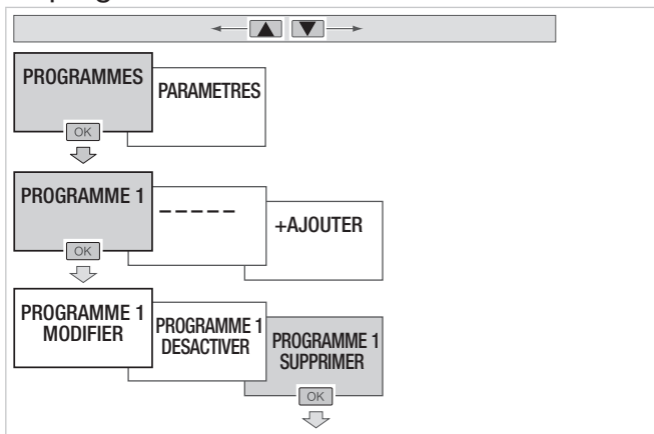 PROGRAMMES
PARAMETRES
OK
PROGRAMME 1
-----
+AJOUTER
OK
PROGRAMME 1
MODIFIER
PROGRAMME 1
DESACTIVER
PROGRAMME 1
SUPPRIMER
OK